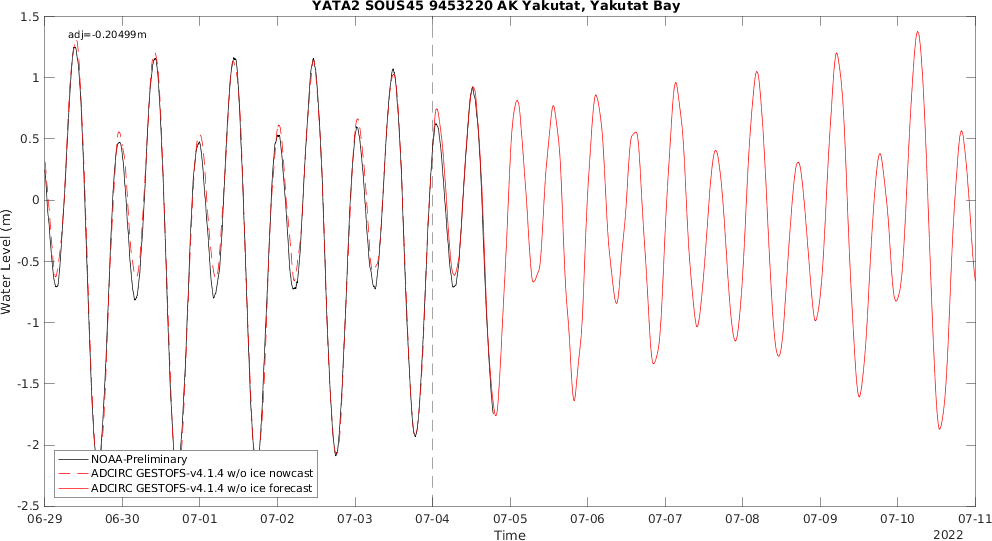 YATA2 SOUS45 9453220 AK Yakutat, Yakutat Bay
adj=-0.20499m
1.5
1
0.5
0
-0.5
-1
-1.5
-2
-2.5
Water Level (m)
NOAA-Preliminary
ADCIRC GESTOFS-v4.1.4 w/o ice nowcast
ADCIRC GESTOFS-v4.1.4 w/o ice forecast
06-29 06-30 07-01 07-02 07-03 07-04 07-05 07-06 07-07 07-08 07-09 07-10 07-11
Time
2022